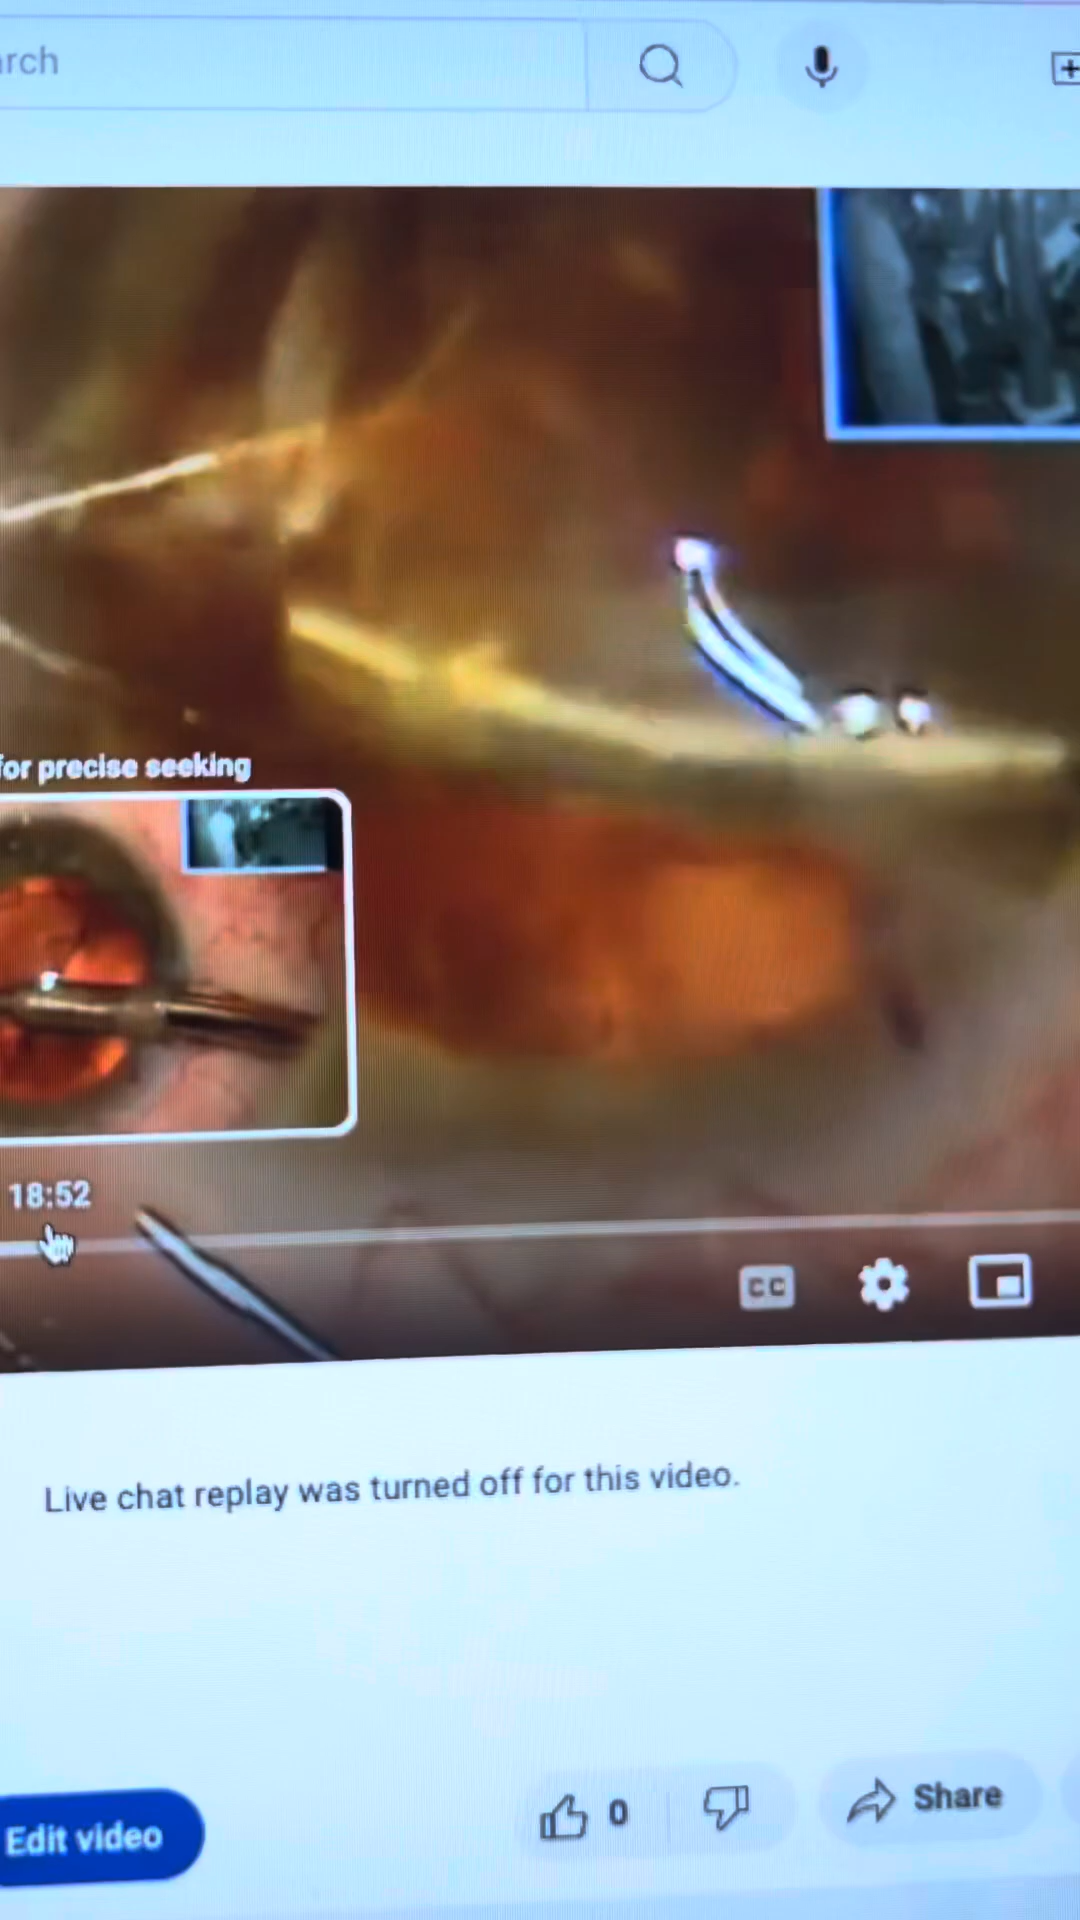 rch
for precise seeking
18:52
CC
Live chat replay was turned off for this video.
Edit video
0
Share